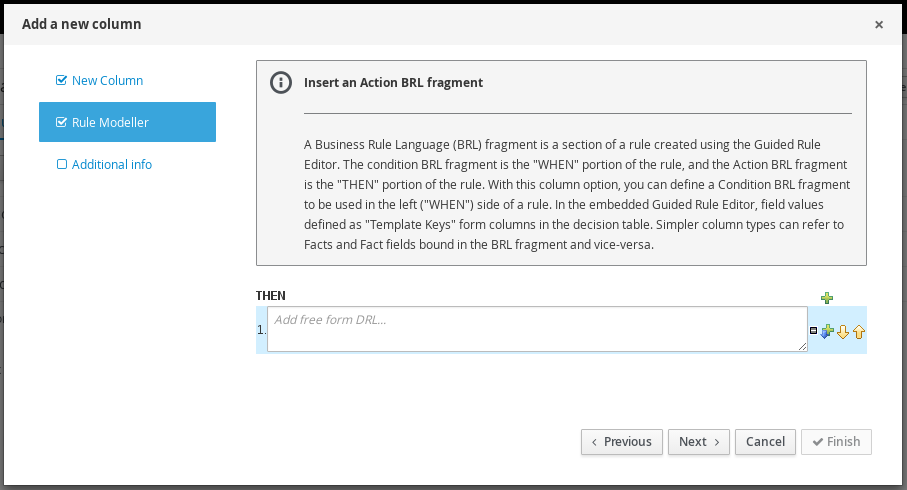 Add a new column ×
New Column
Rule Modeller
Additional info
Insert an Action BRL fragment
A Business Rule Language (BRL) fragment is a section of a rule created using the Guided Rule
Editor. The condition BRL fragment is the "WHEN" portion of the rule, and the Action BRL fragment
is the "THEN" portion of the rule. With this column option, you can define a Condition BRL fragment
to be used in the left ("WHEN") side of a rule. In the embedded Guided Rule Editor, field values
defined as "Template Keys" form columns in the decision table. Simpler column types can refer to
Facts and Fact fields bound in the BRL fragment and vice-versa.
THEN
1. Add free form DRL...
Previous Next Cancel Finish